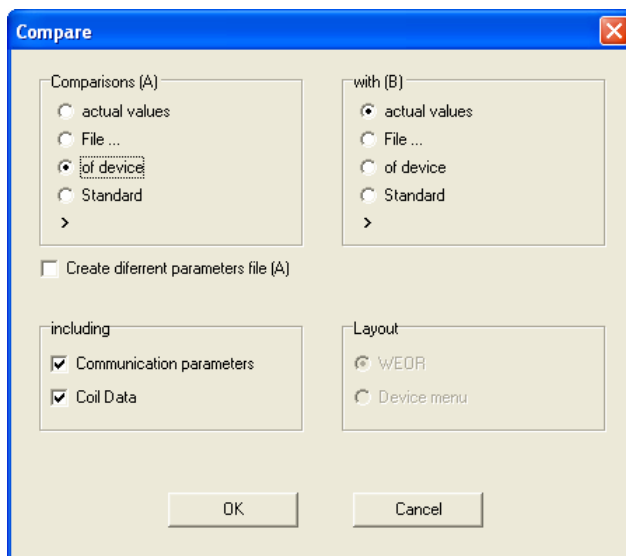 Compare
Comparisons (A)
actual values
File ...
of device
Standard
>
with (B)
actual values
File ...
of device
Standard
>
Create diferrent parameters file (A)
including
Communication parameters
Coil Data
Layout
WEOR
Device menu
OK
Cancel